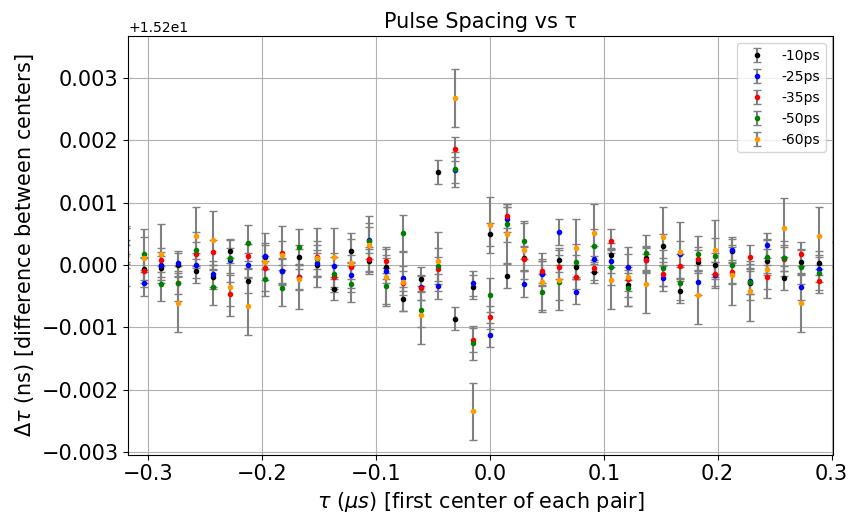 Pulse Spacing vs τ
+1.52e1
-10ps
-25ps
-35ps
-50ps
-60ps
0.003
0.002
0.001
0.000
−0.001
−0.002
−0.003
Δτ (ns) [difference between centers]
−0.3
−0.2
−0.1
0.0
0.1
0.2
0.3
τ (μs) [first center of each pair]